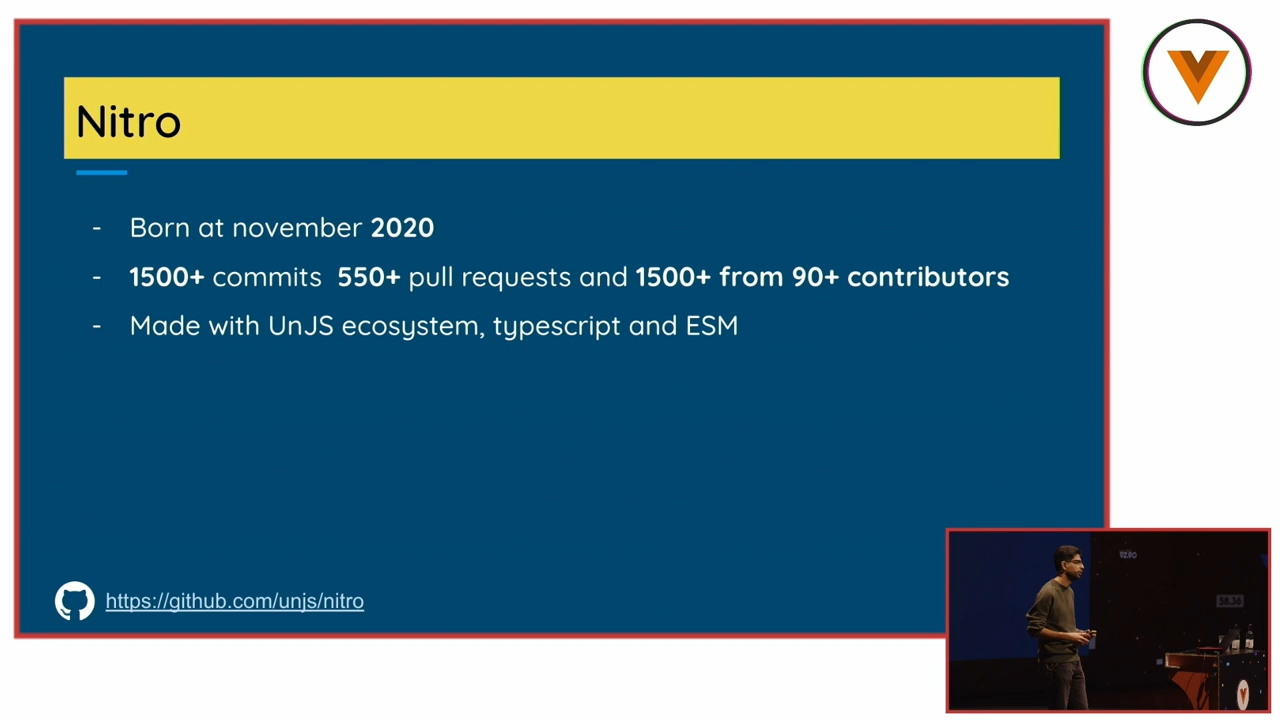 Nitro
- Born at november 2020
- 1500+ commits 550+ pull requests and 1500+ from 90+ contributors
- Made with UnJS ecosystem, typescript and ESM
https://github.com/unjs/nitro